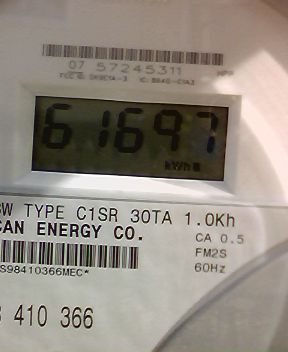 07 57245311
61697
kWh
TYPE C1SR 30TA 1.0Kh
CAN ENERGY CO. CA 0.5
FM2S
S98410366MEC* 60Hz
410 366